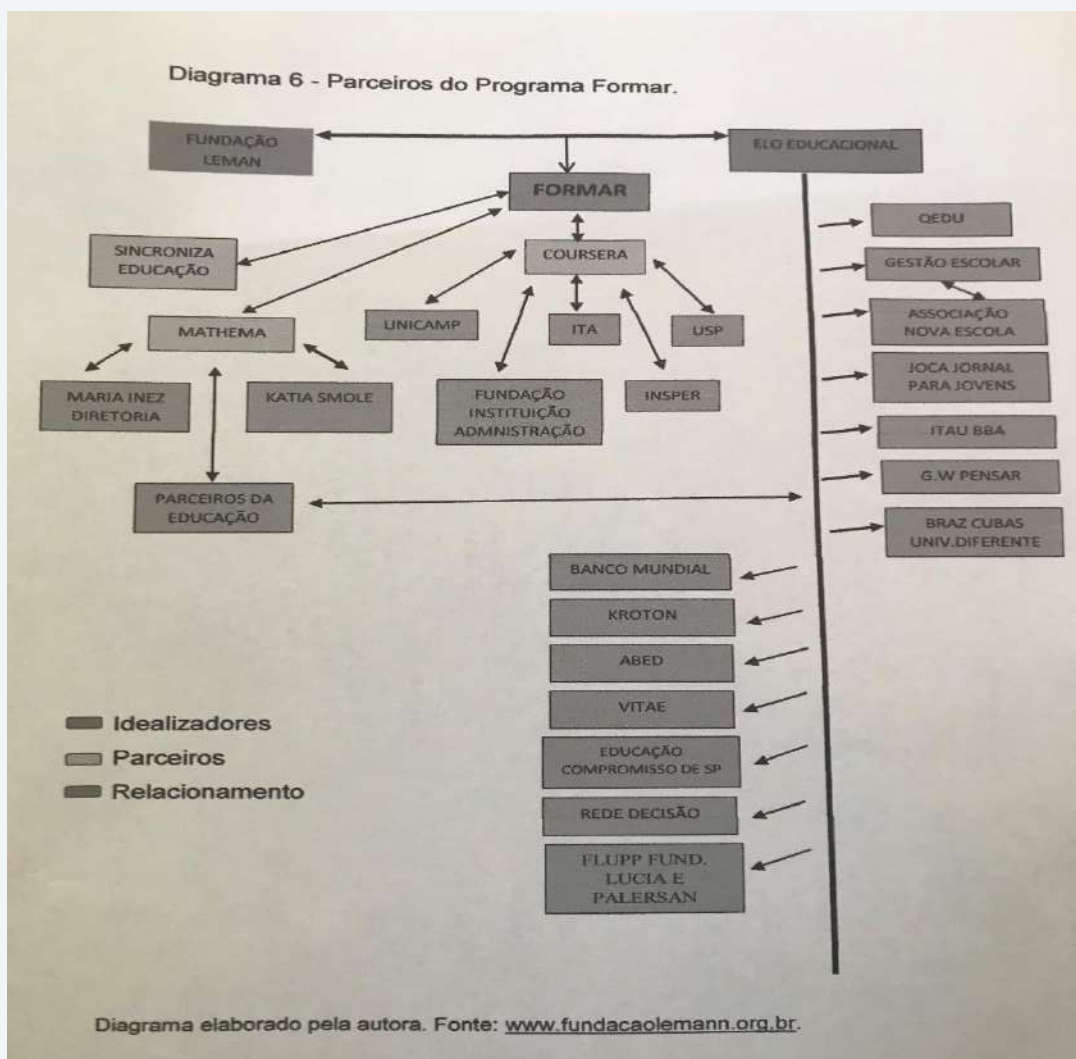 Diagrama 6 - Parceiros do Programa Formar.
FUNDAÇÃO
LEMAN
ELO EDUCACIONAL
FORMAR
QEDU
SINCRONIZA
EDUCAÇÃO
COURSERA
GESTÃO ESCOLAR
UNICAMP
ITA
USP
ASSOCIAÇÃO
NOVA ESCOLA
MATHEMA
JOCA JORNAL
PARA JOVENS
MARIA INEZ
DIRETORIA
KATIA SMOLE
FUNDAÇÃO
INSTITUIÇÃO
ADMNISTRAÇÃO
INSPER
ITAU BBA
G.W PENSAR
PARCEIROS DA
EDUCAÇÃO
BRAZ CUBAS
UNIV.DIFERENTE
BANCO MUNDIAL
KROTON
ABED
VITAE
EDUCAÇÃO
COMPROMISSO DE SP
REDE DECISÃO
FLUPP FUND.
LUCIA E
PALERSAN
Idealizadores
Parceiros
Relacionamento
Diagrama elaborado pela autora. Fonte: www.fundacaolemann.org.br.